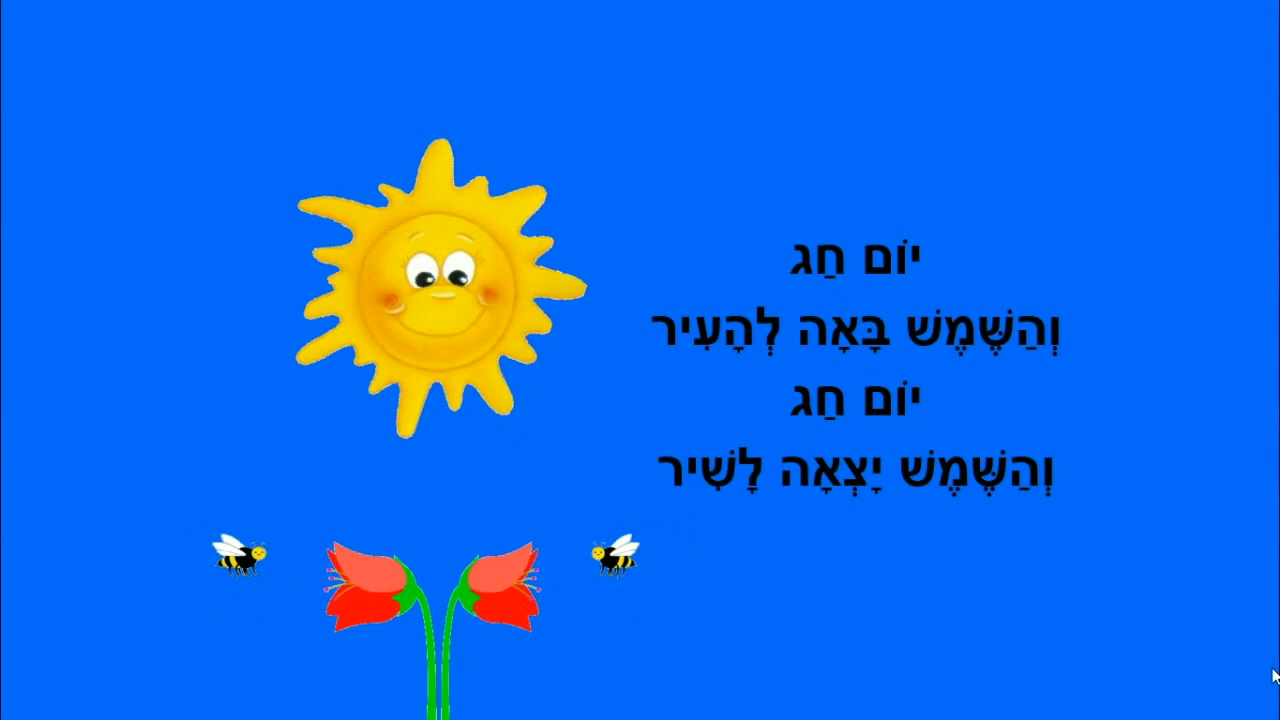 יוֹם חַג
וְהַשֶּׁמֶשׁ בָּאָה לְהָעִיר
יוֹם חַג
וְהַשֶּׁמֶשׁ יָצְאָה לָשִׁיר